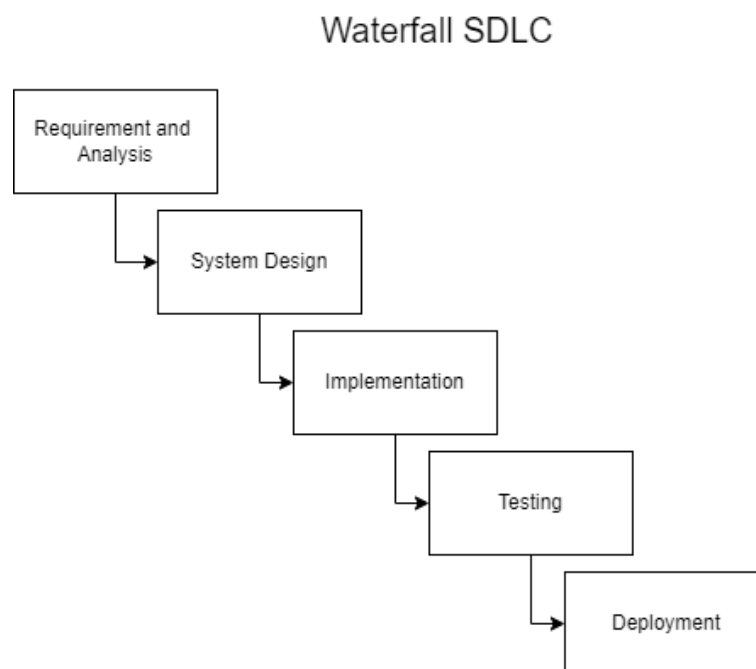 Waterfall SDLC
Requirement and
Analysis
System Design
Implementation
Testing
Deployment